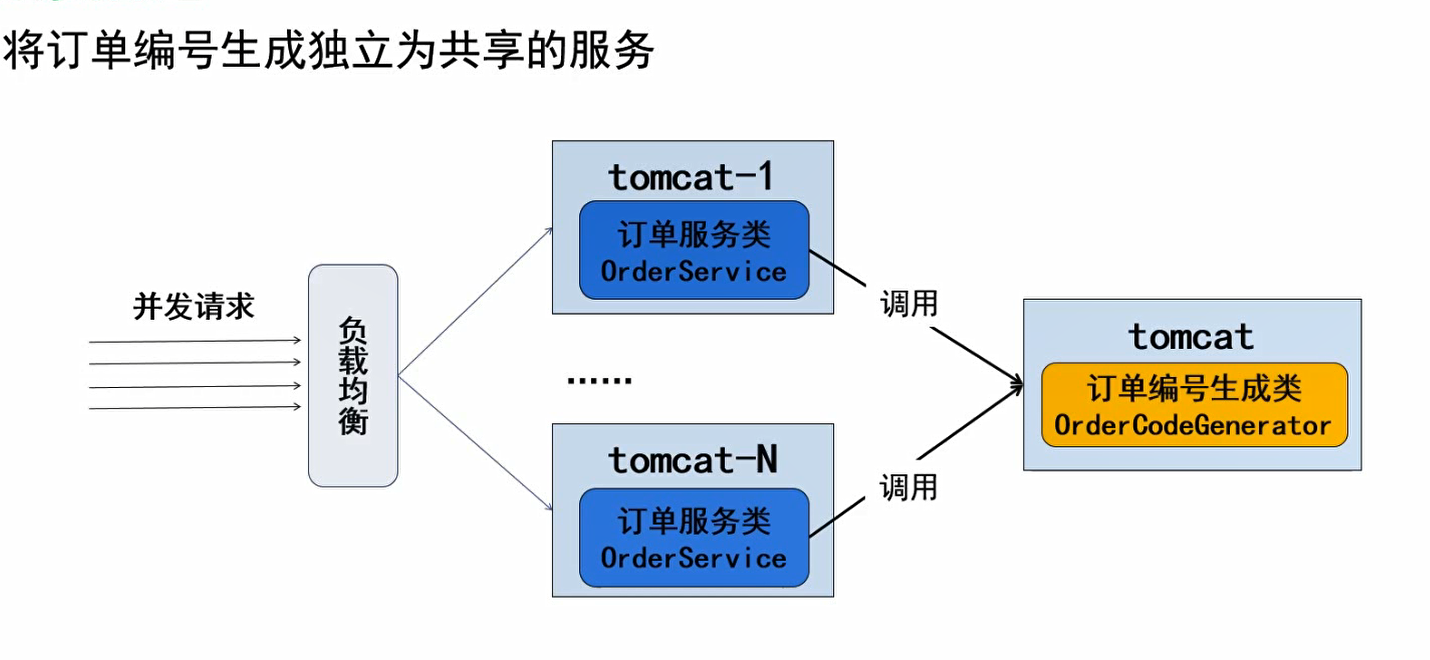 将订单编号生成独立为共享的服务
并发请求
负载均衡
tomcat-1
订单服务类
OrderService
调用
......
tomcat-N
订单服务类
OrderService
调用
tomcat
订单编号生成类
OrderCodeGenerator